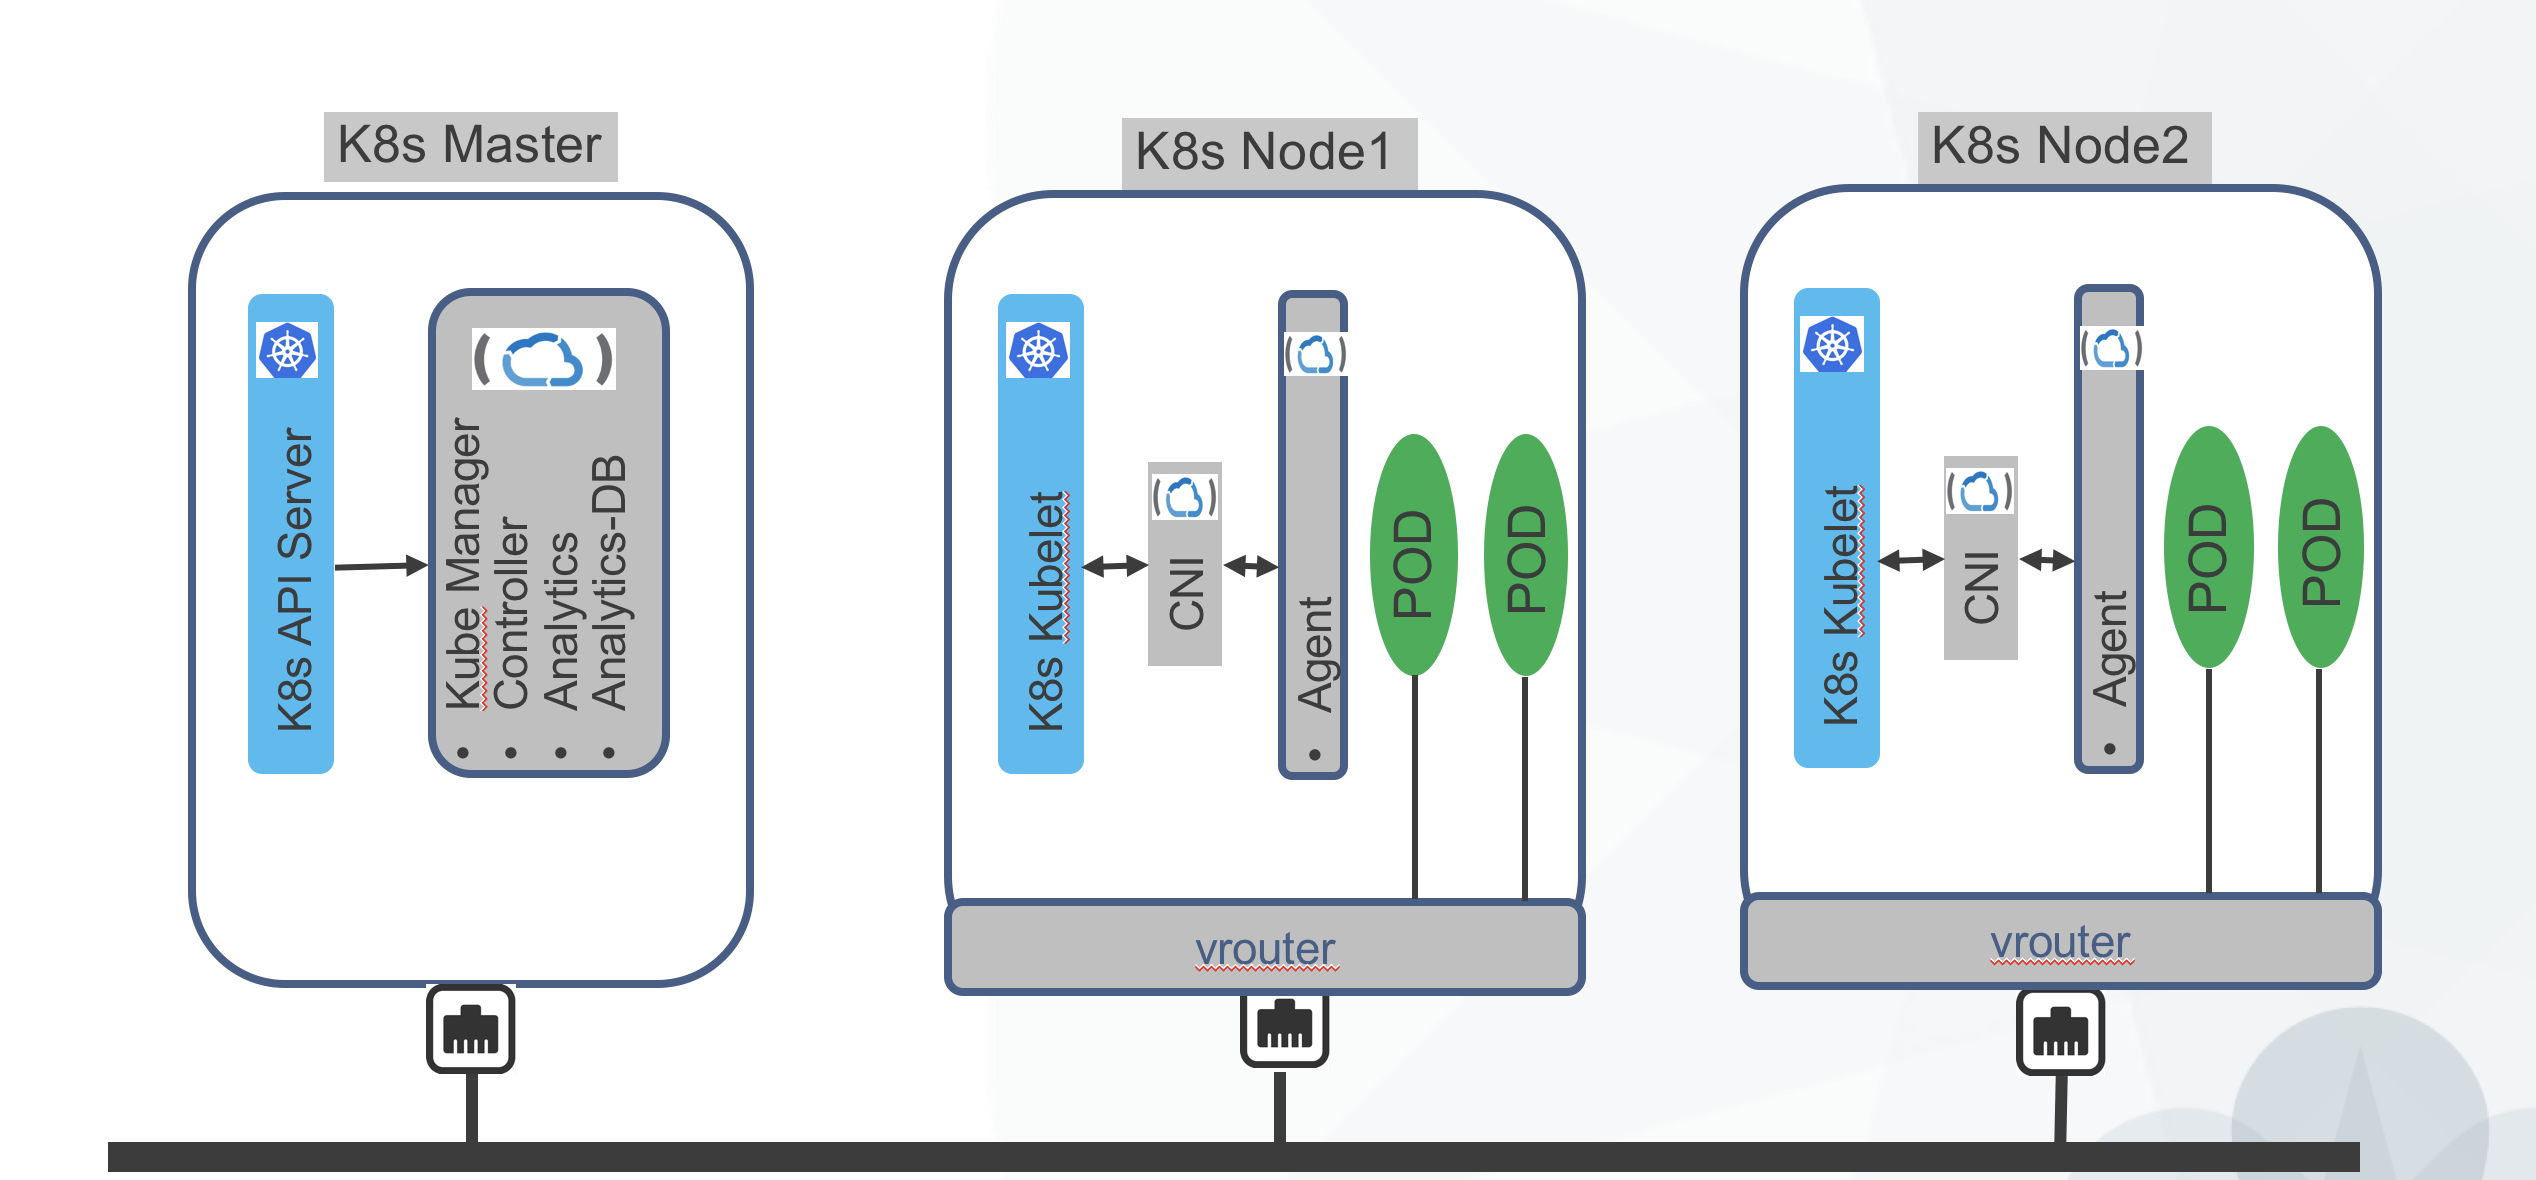 K8s Master
K8s API Server
• Kube Manager
• Controller
• Analytics
• Analytics-DB
K8s Node1
K8s Kubelet
CNI
• Agent
POD
POD
vrouter
K8s Node2
K8s Kubelet
CNI
• Agent
POD
POD
vrouter